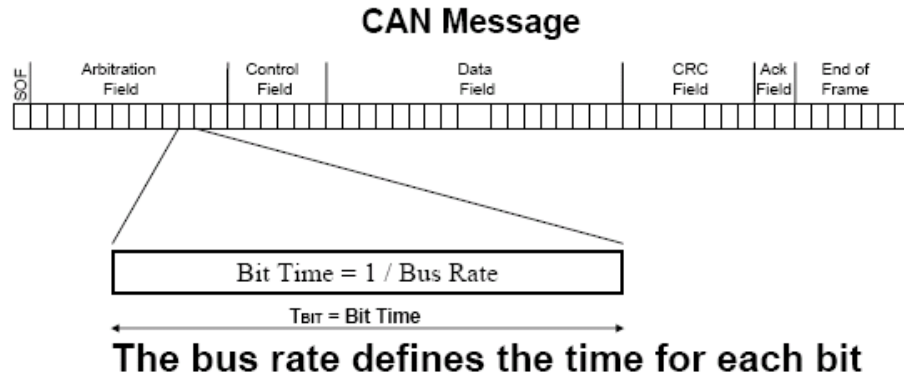 CAN Message
SOF
Arbitration Field
Control Field
Data Field
CRC Field
Ack Field
End of Frame
Bit Time = 1 / Bus Rate
TBIT = Bit Time
The bus rate defines the time for each bit